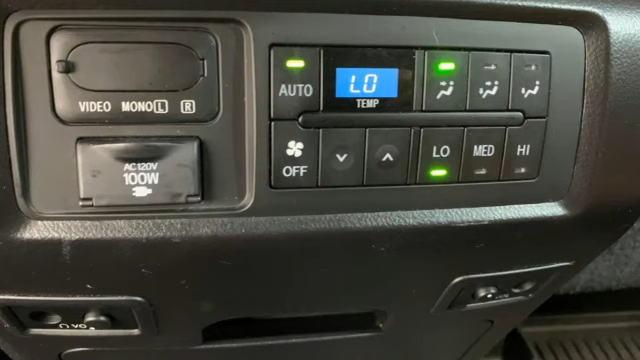 VIDEO MONO L R
AC120V
100W
AUTO
LO
TEMP
OFF
LO MED HI